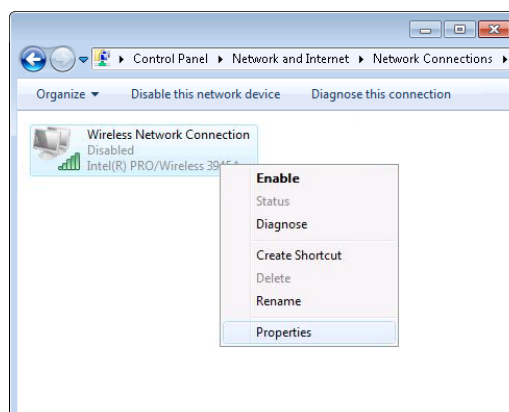 Control Panel Network and Internet Network Connections
Organize Disable this network device Diagnose this connection
Wireless Network Connection
Disabled
Intel(R) PRO/Wireless
Enable
Status
Diagnose
Create Shortcut
Delete
Rename
Properties